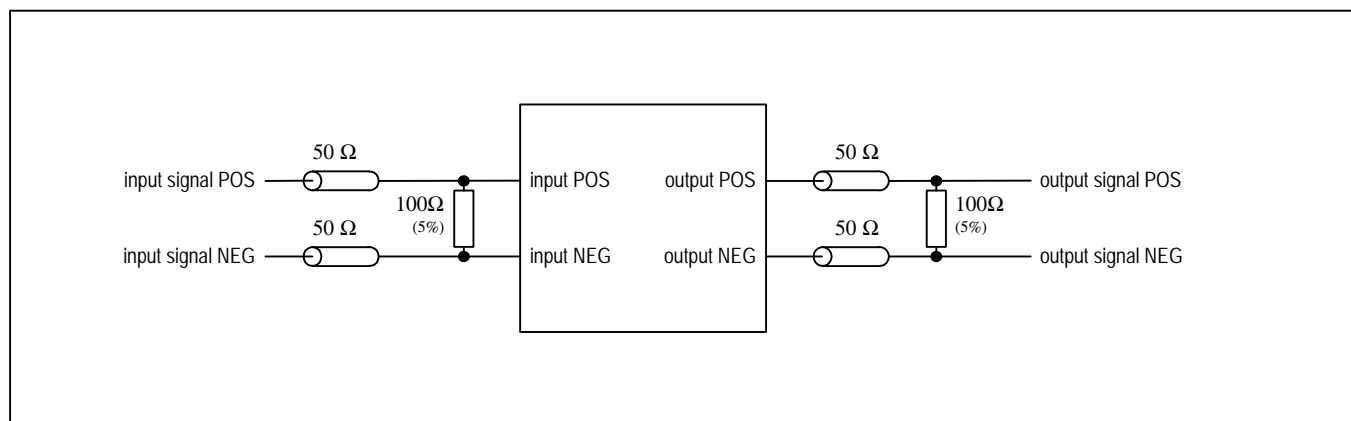 50 Ω
50 Ω
input signal POS
input POS
output POS
output signal POS
100Ω
(5%)
100Ω
(5%)
50 Ω
50 Ω
input signal NEG
input NEG
output NEG
output signal NEG